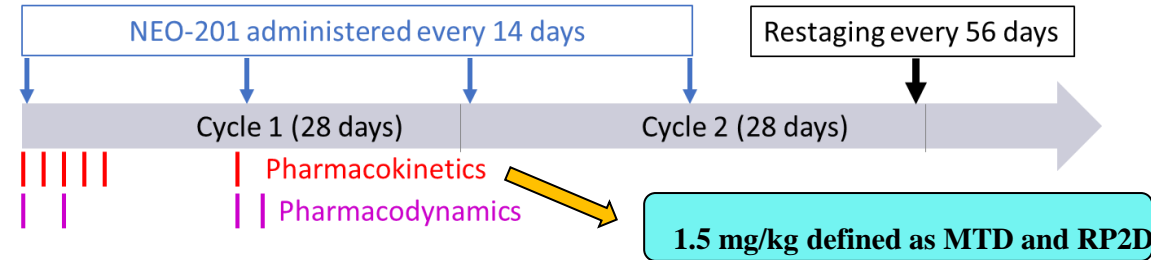 NEO-201 administered every 14 days
Restaging every 56 days
Cycle 1 (28 days)
Cycle 2 (28 days)
Pharmacokinetics
Pharmacodynamics
1.5 mg/kg defined as MTD and RP2D